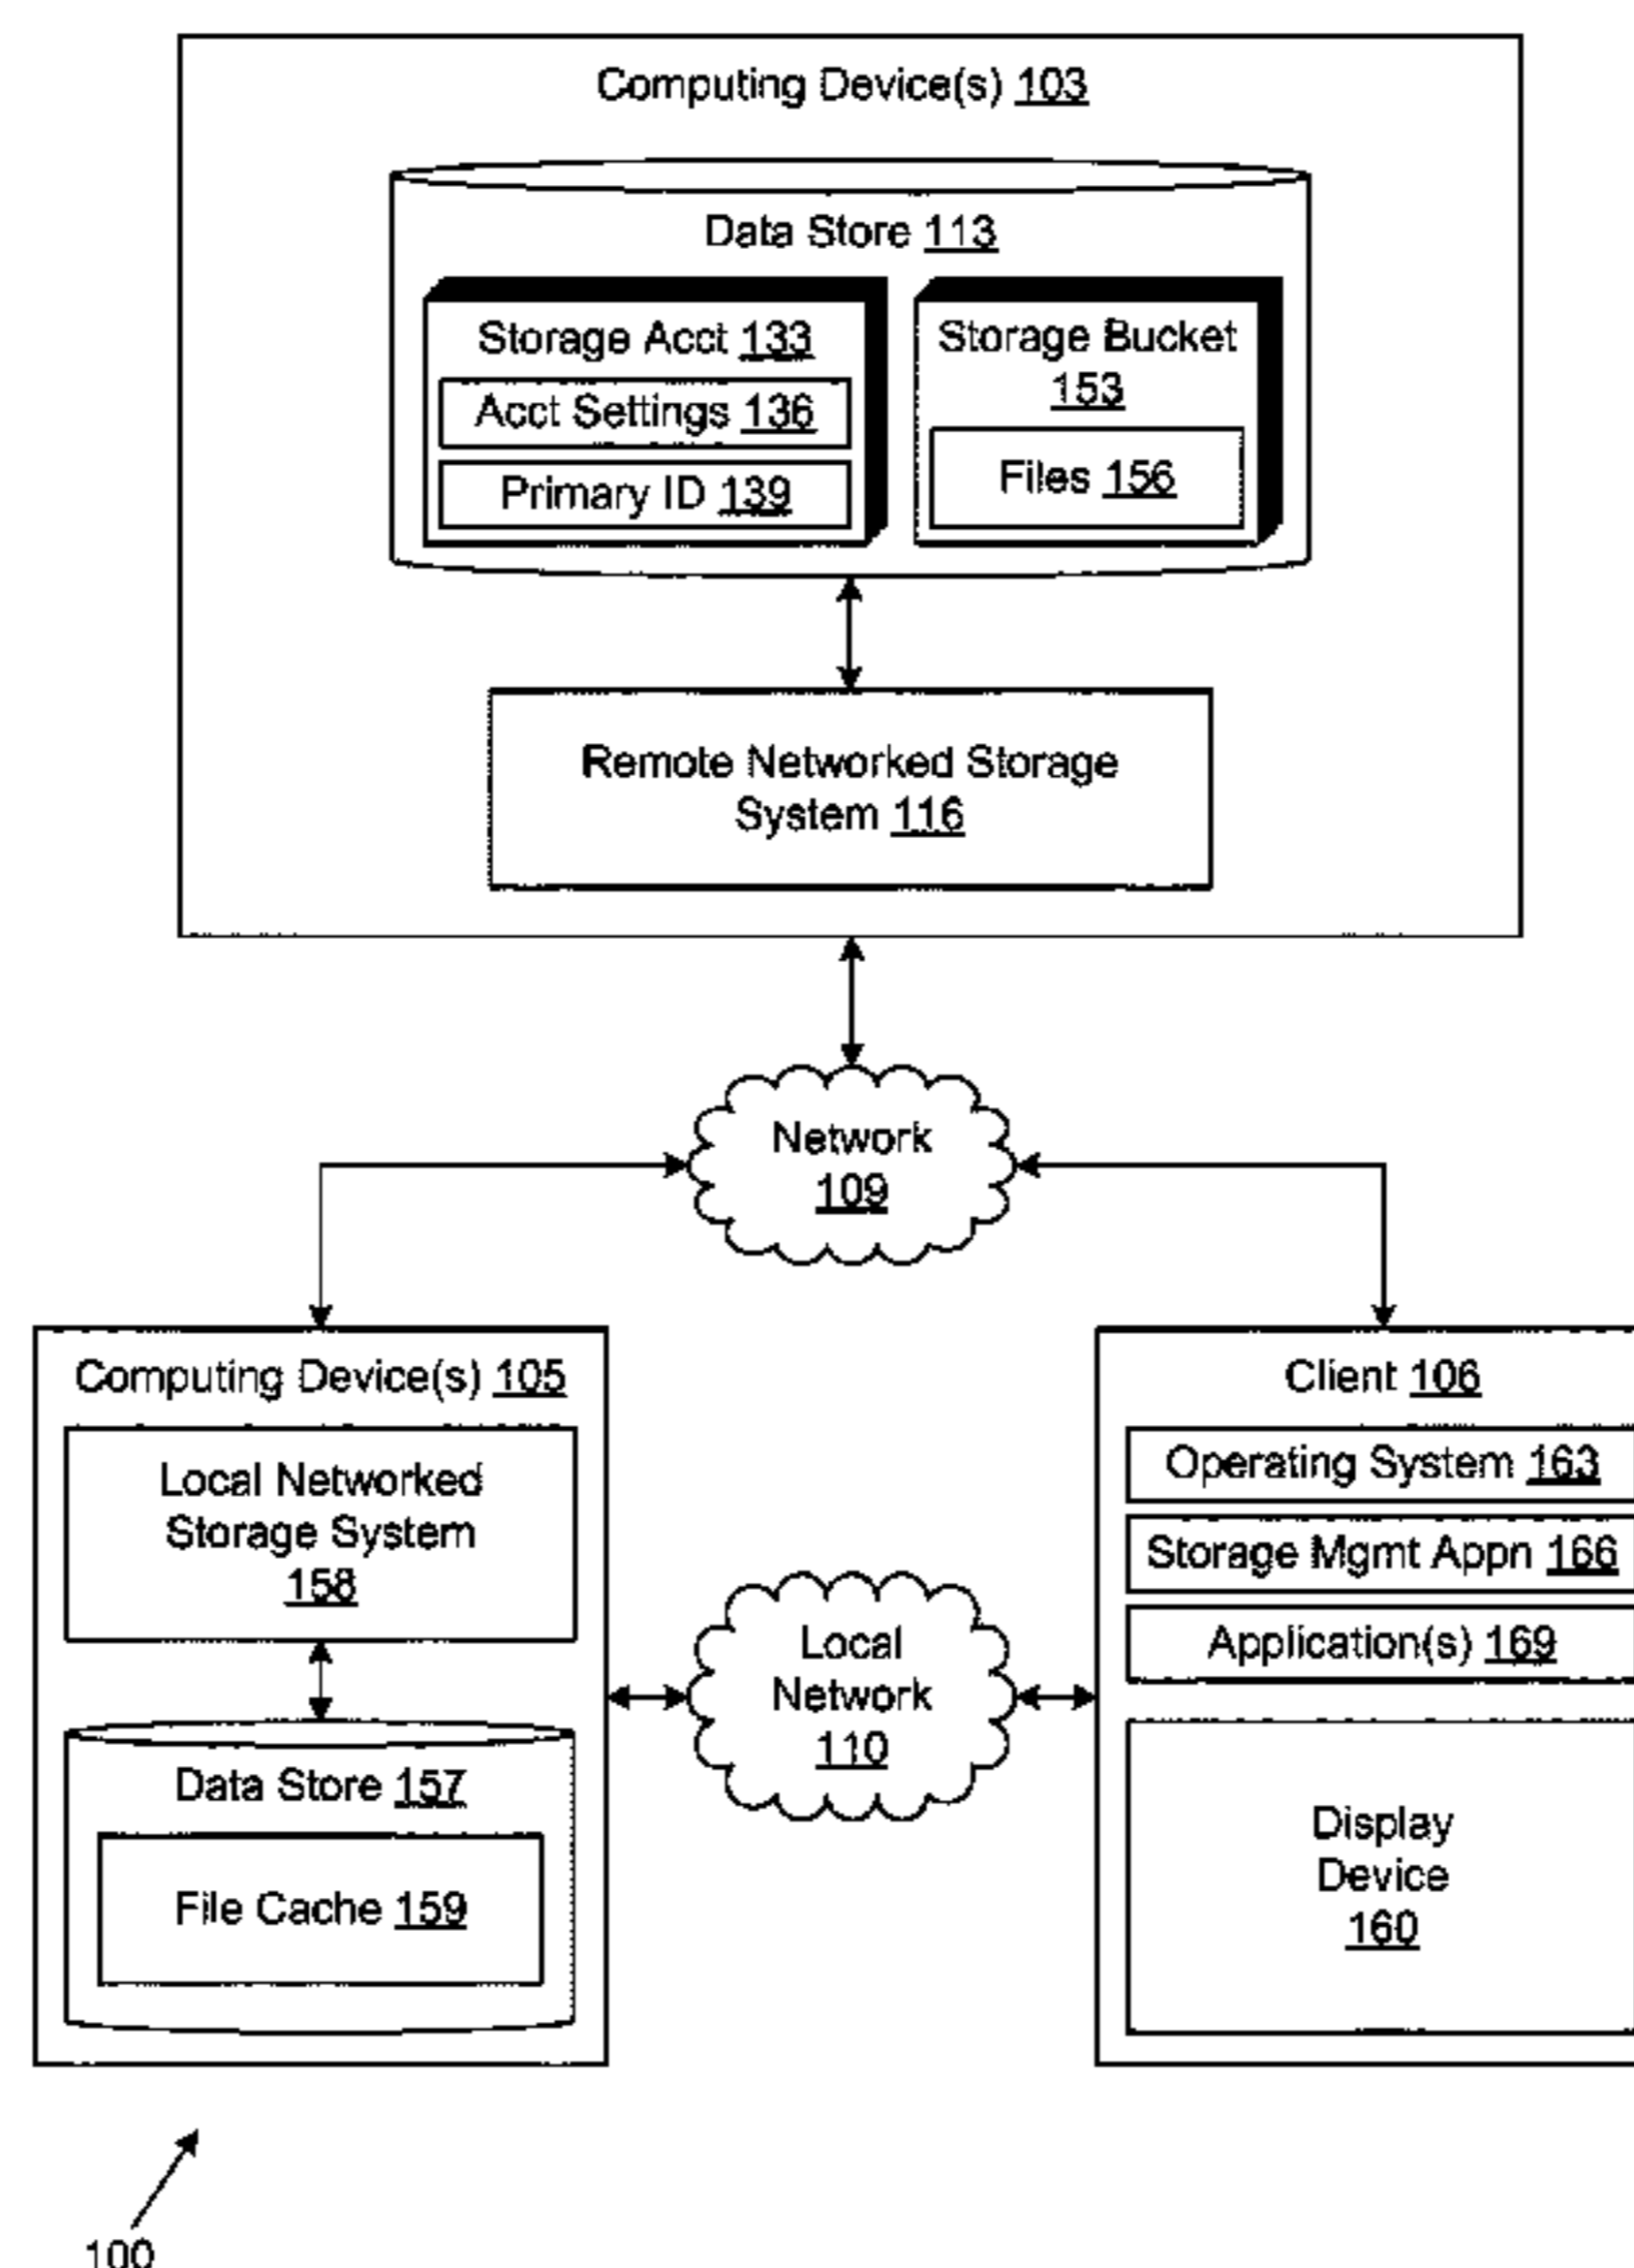 Computing Device(s) 103
Data Store 113
Storage Acct 133
Acct Settings 136
Primary ID 139
Storage Bucket
153
Files 156
Remote Networked Storage
System 116
Network
109
Computing Device(s) 105
Local Networked
Storage System
158
Data Store 157
File Cache 159
Local
Network
110
Client 106
Operating System 163
Storage Mgmt Appn 166
Application(s) 169
Display
Device
160
100